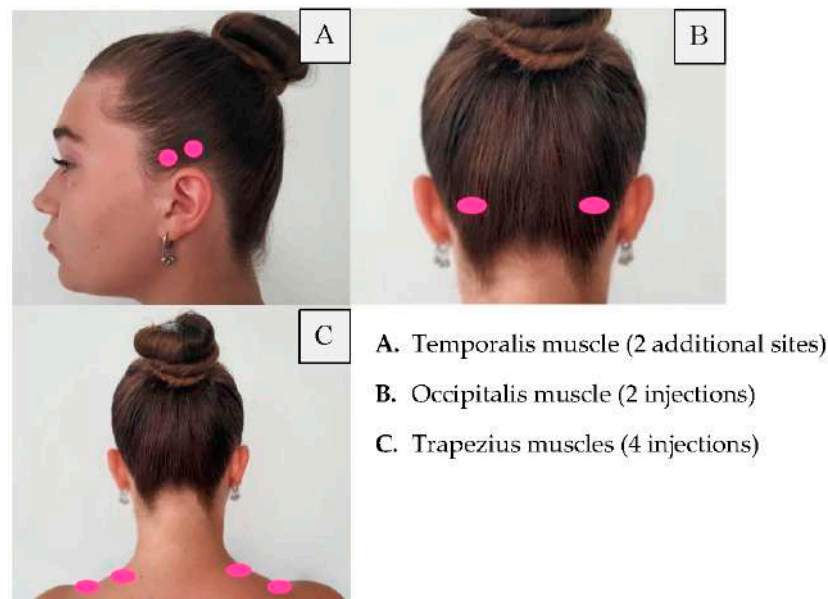 A
B
C
A. Temporalis muscle (2 additional sites)
B. Occipitalis muscle (2 injections)
C. Trapezius muscles (4 injections)